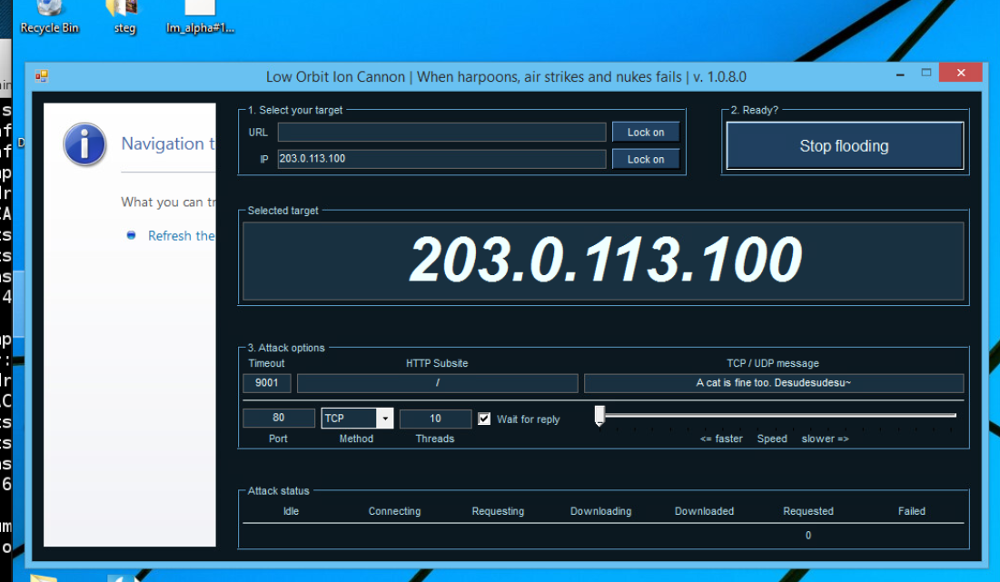 Recycle Bin
steg
lm_alpha#1...
Low Orbit Ion Cannon | When harpoons, air strikes and nukes fails | v. 1.0.8.0
Navigation t
What you can tr
Refresh the
1. Select your target
URL
Lock on
IP
203.0.113.100
Lock on
2. Ready?
Stop flooding
Selected target
203.0.113.100
3. Attack options
Timeout
HTTP Subsite
TCP / UDP message
9001
/
A cat is fine too. Desudesudesu~
80
TCP
10
Wait for reply
Port
Method
Threads
<= faster
Speed
slower =>
Attack status
Idle
Connecting
Requesting
Downloading
Downloaded
Requested
Failed
0